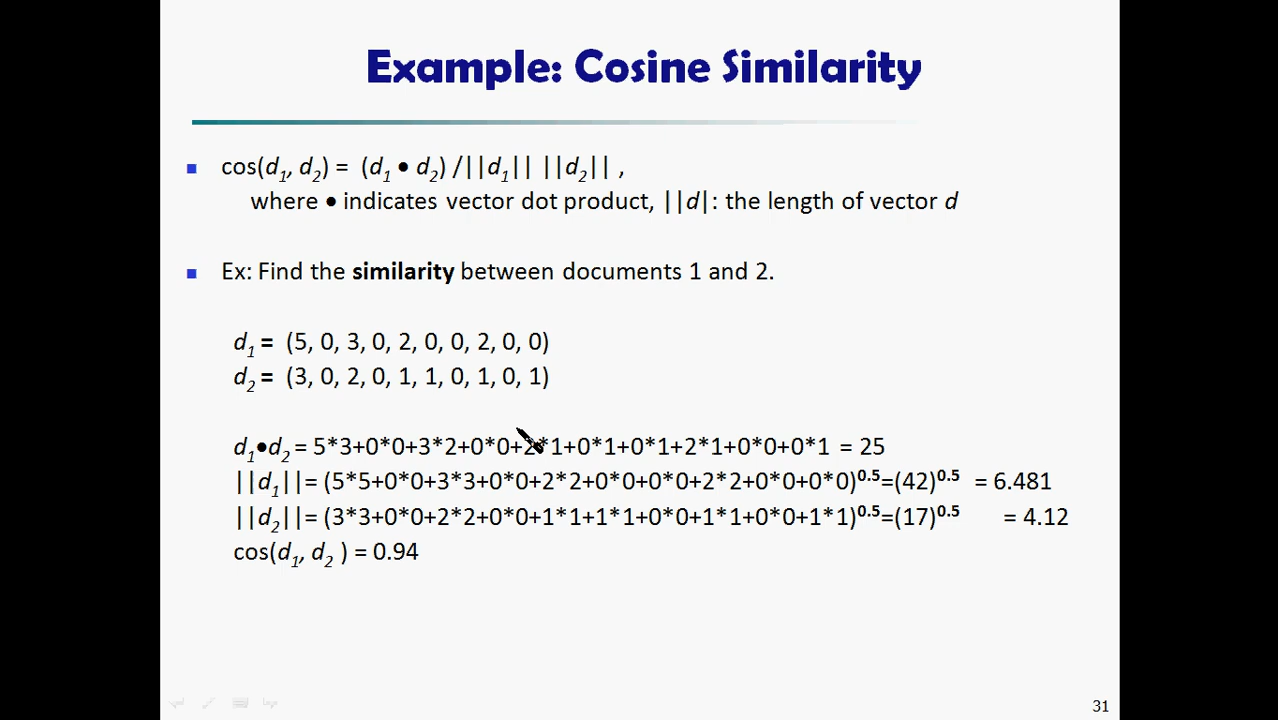 Example: Cosine Similarity
cos(d1, d2) = (d1 • d2) /||d1|| ||d2|| ,
where • indicates vector dot product, ||d|: the length of vector d
Ex: Find the similarity between documents 1 and 2.
d1 = (5, 0, 3, 0, 2, 0, 0, 2, 0, 0)
d2 = (3, 0, 2, 0, 1, 1, 0, 1, 0, 1)
d1•d2 = 5*3+0*0+3*2+0*0+2*1+0*1+0*1+2*1+0*0+0*1 = 25
||d1||= (5*5+0*0+3*3+0*0+2*2+0*0+0*0+2*2+0*0+0*0)0.5=(42)0.5 = 6.481
||d2||= (3*3+0*0+2*2+0*0+1*1+1*1+0*0+1*1+0*0+1*1)0.5=(17)0.5 = 4.12
cos(d1, d2 ) = 0.94
31